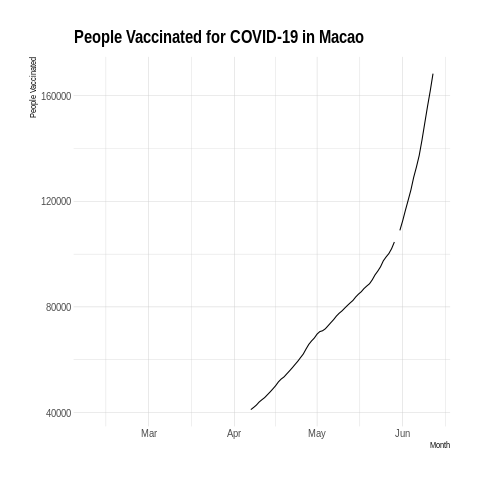 People Vaccinated for COVID-19 in Macao
People Vaccinated
160000
120000
80000
40000
Mar Apr May Jun
Month